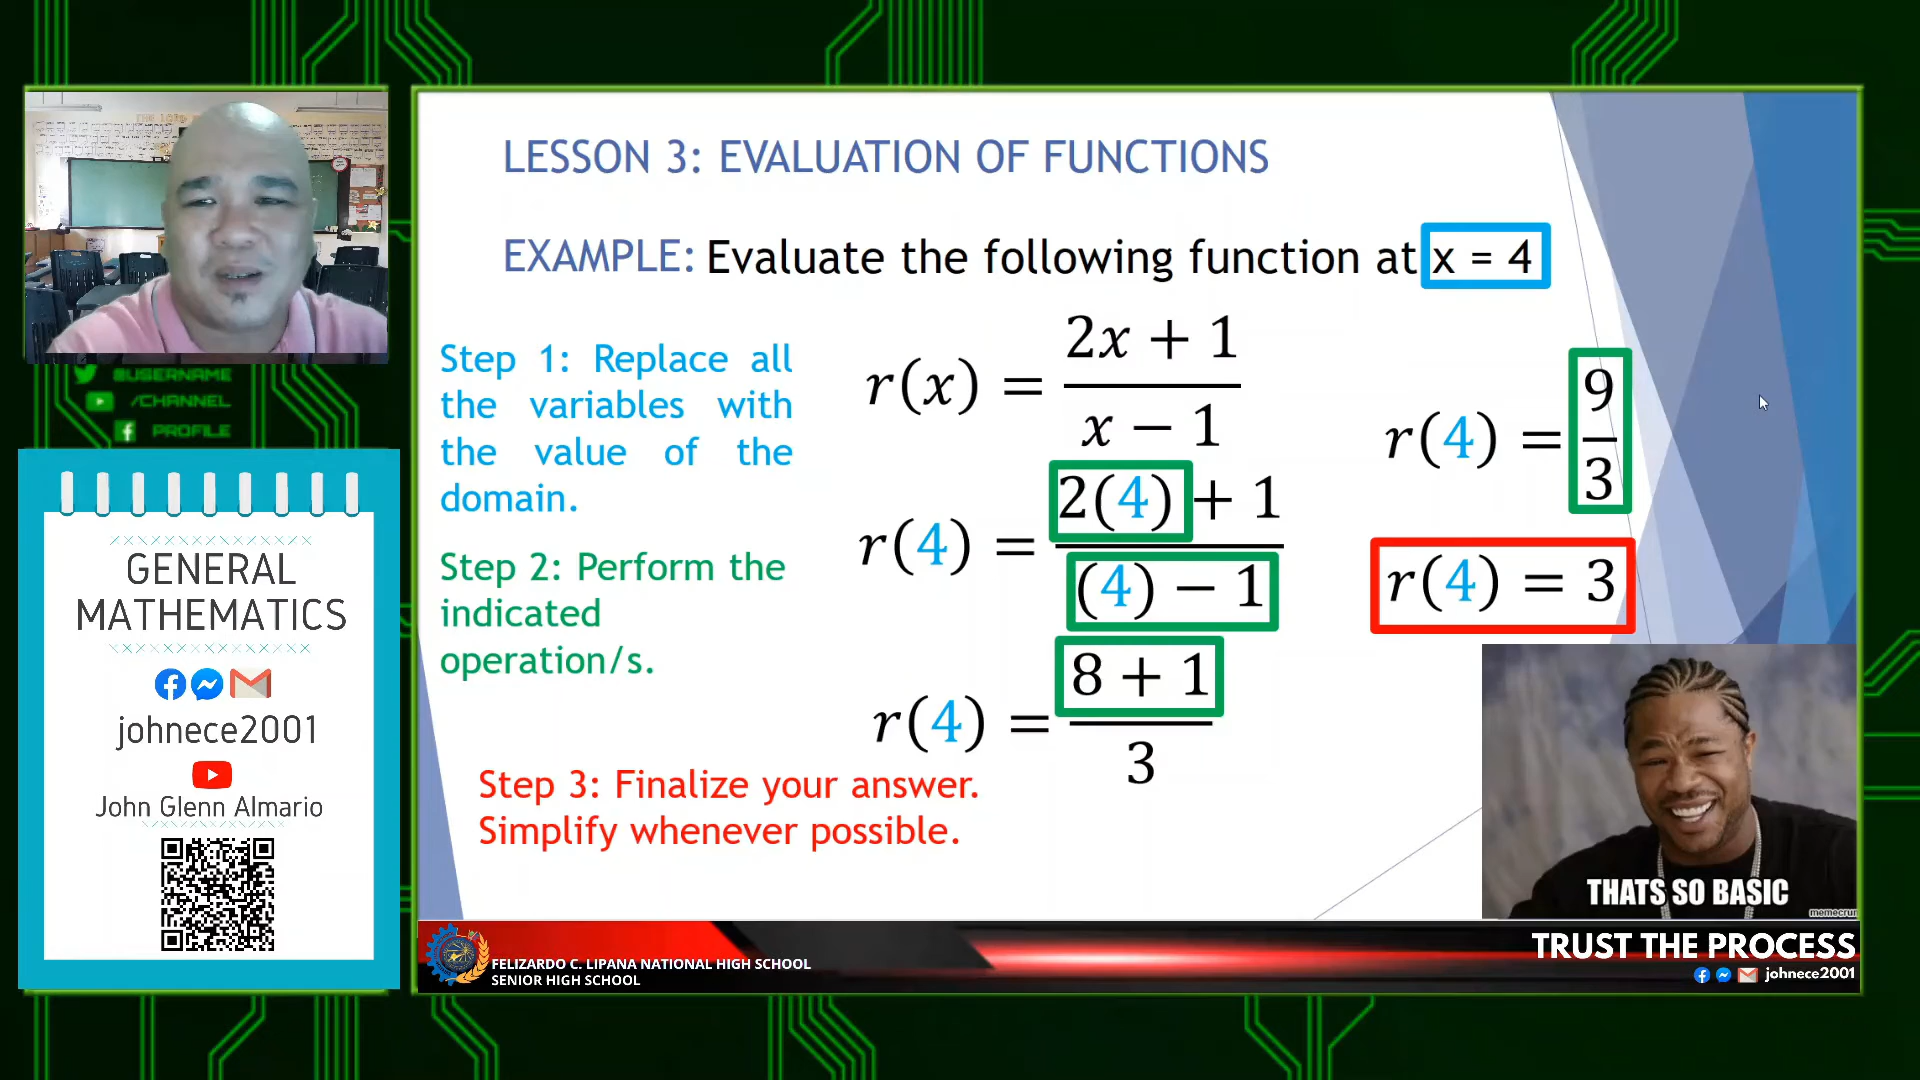 LESSON 3: EVALUATION OF FUNCTIONS
EXAMPLE: Evaluate the following function at x = 4
Step 1: Replace all
the variables with
the value of the
domain.
Step 2: Perform the
indicated
operation/s.
Step 3: Finalize your answer.
Simplify whenever possible.
r(x) = (2x + 1)/(x − 1)
r(4) = (2(4) + 1)/((4) − 1)
r(4) = (8 + 1)/3
r(4) = 9/3
r(4) = 3
@USERNAME
/CHANNEL
PROFILE
GENERAL
MATHEMATICS
johnece2001
John Glenn Almario
THATS SO BASIC
FELIZARDO C. LIPANA NATIONAL HIGH SCHOOL
SENIOR HIGH SCHOOL
TRUST THE PROCESS
johnece2001